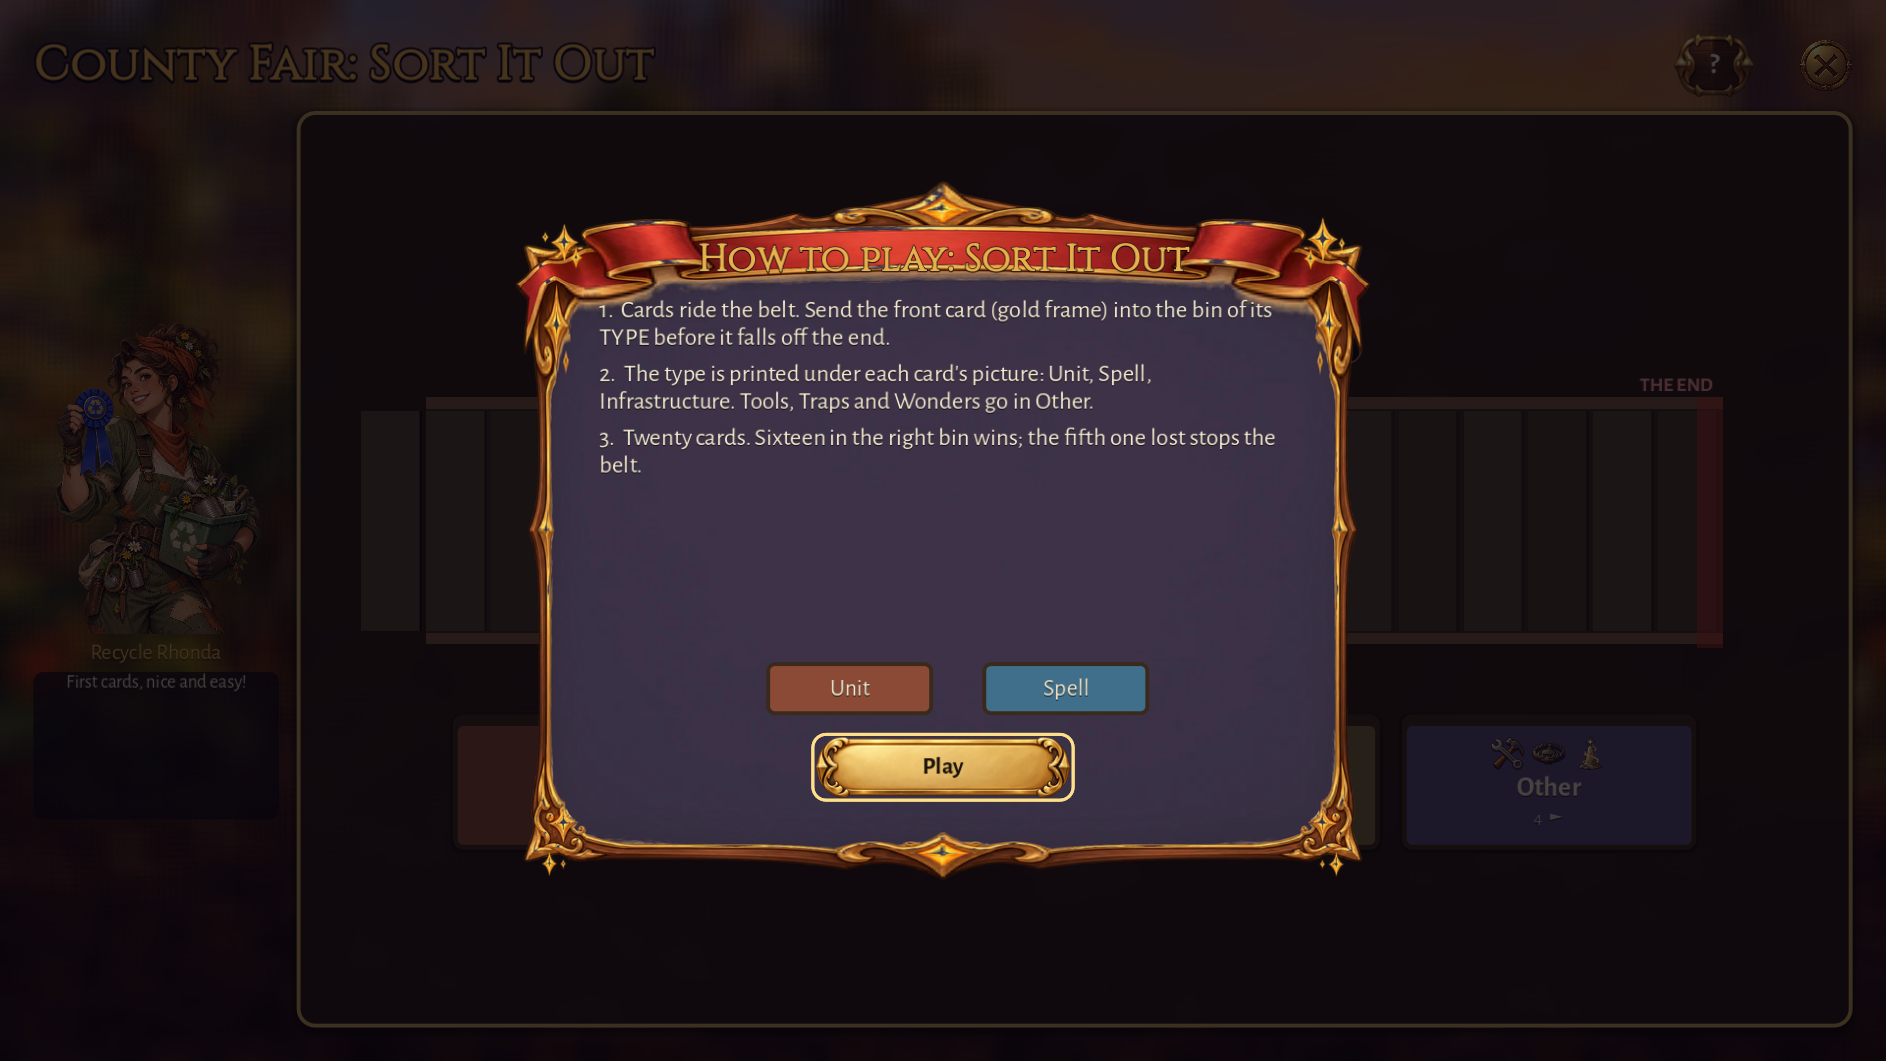 County Fair: Sort It Out
?
How to play: Sort It Out
1. Cards ride the belt. Send the front card (gold frame) into the bin of its
TYPE before it falls off the end.
2. The type is printed under each card's picture: Unit, Spell,
Infrastructure. Tools, Traps and Wonders go in Other.
3. Twenty cards. Sixteen in the right bin wins; the fifth one lost stops the
belt.
THE END
Recycle Rhonda
First cards, nice and easy!
Unit
Spell
Play
Other
4 ►